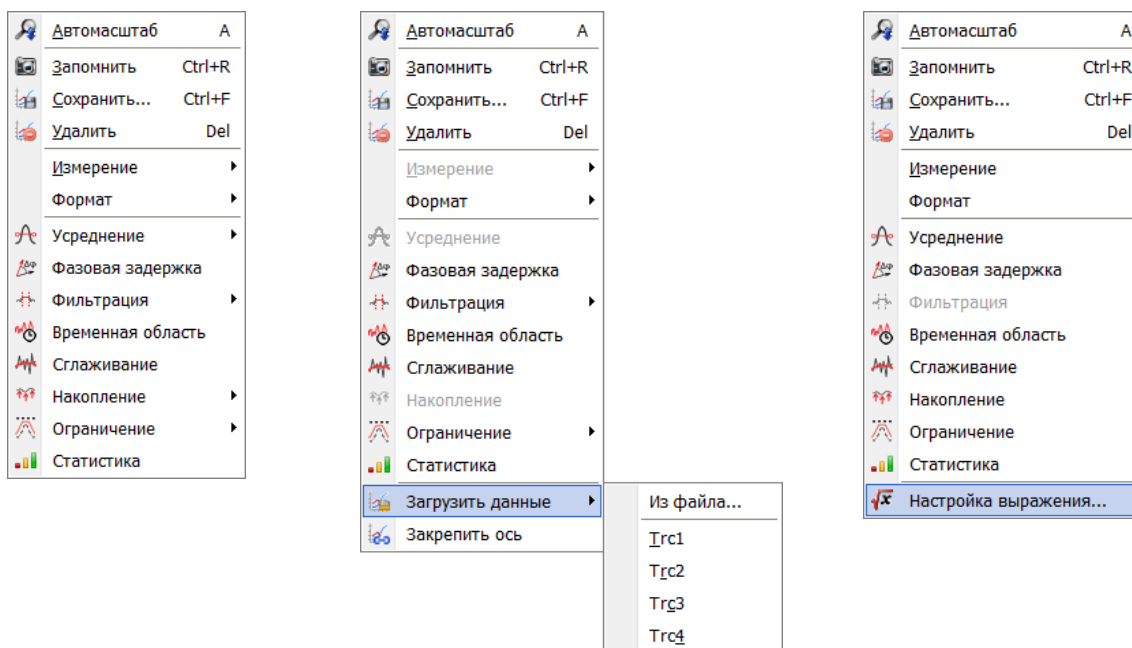 Автомасштаб A
Запомнить Ctrl+R
Сохранить... Ctrl+F
Удалить Del
Измерение
Формат
Усреднение
Фазовая задержка
Фильтрация
Временная область
Сглаживание
Накопление
Ограничение
Статистика
Автомасштаб A
Запомнить Ctrl+R
Сохранить... Ctrl+F
Удалить Del
Измерение
Формат
Усреднение
Фазовая задержка
Фильтрация
Временная область
Сглаживание
Накопление
Ограничение
Статистика
Загрузить данные
Закрепить ось
Из файла...
Trc1
Trc2
Trc3
Trc4
Автомасштаб A
Запомнить Ctrl+R
Сохранить... Ctrl+F
Удалить Del
Измерение
Формат
Усреднение
Фазовая задержка
Фильтрация
Временная область
Сглаживание
Накопление
Ограничение
Статистика
√x Настройка выражения...